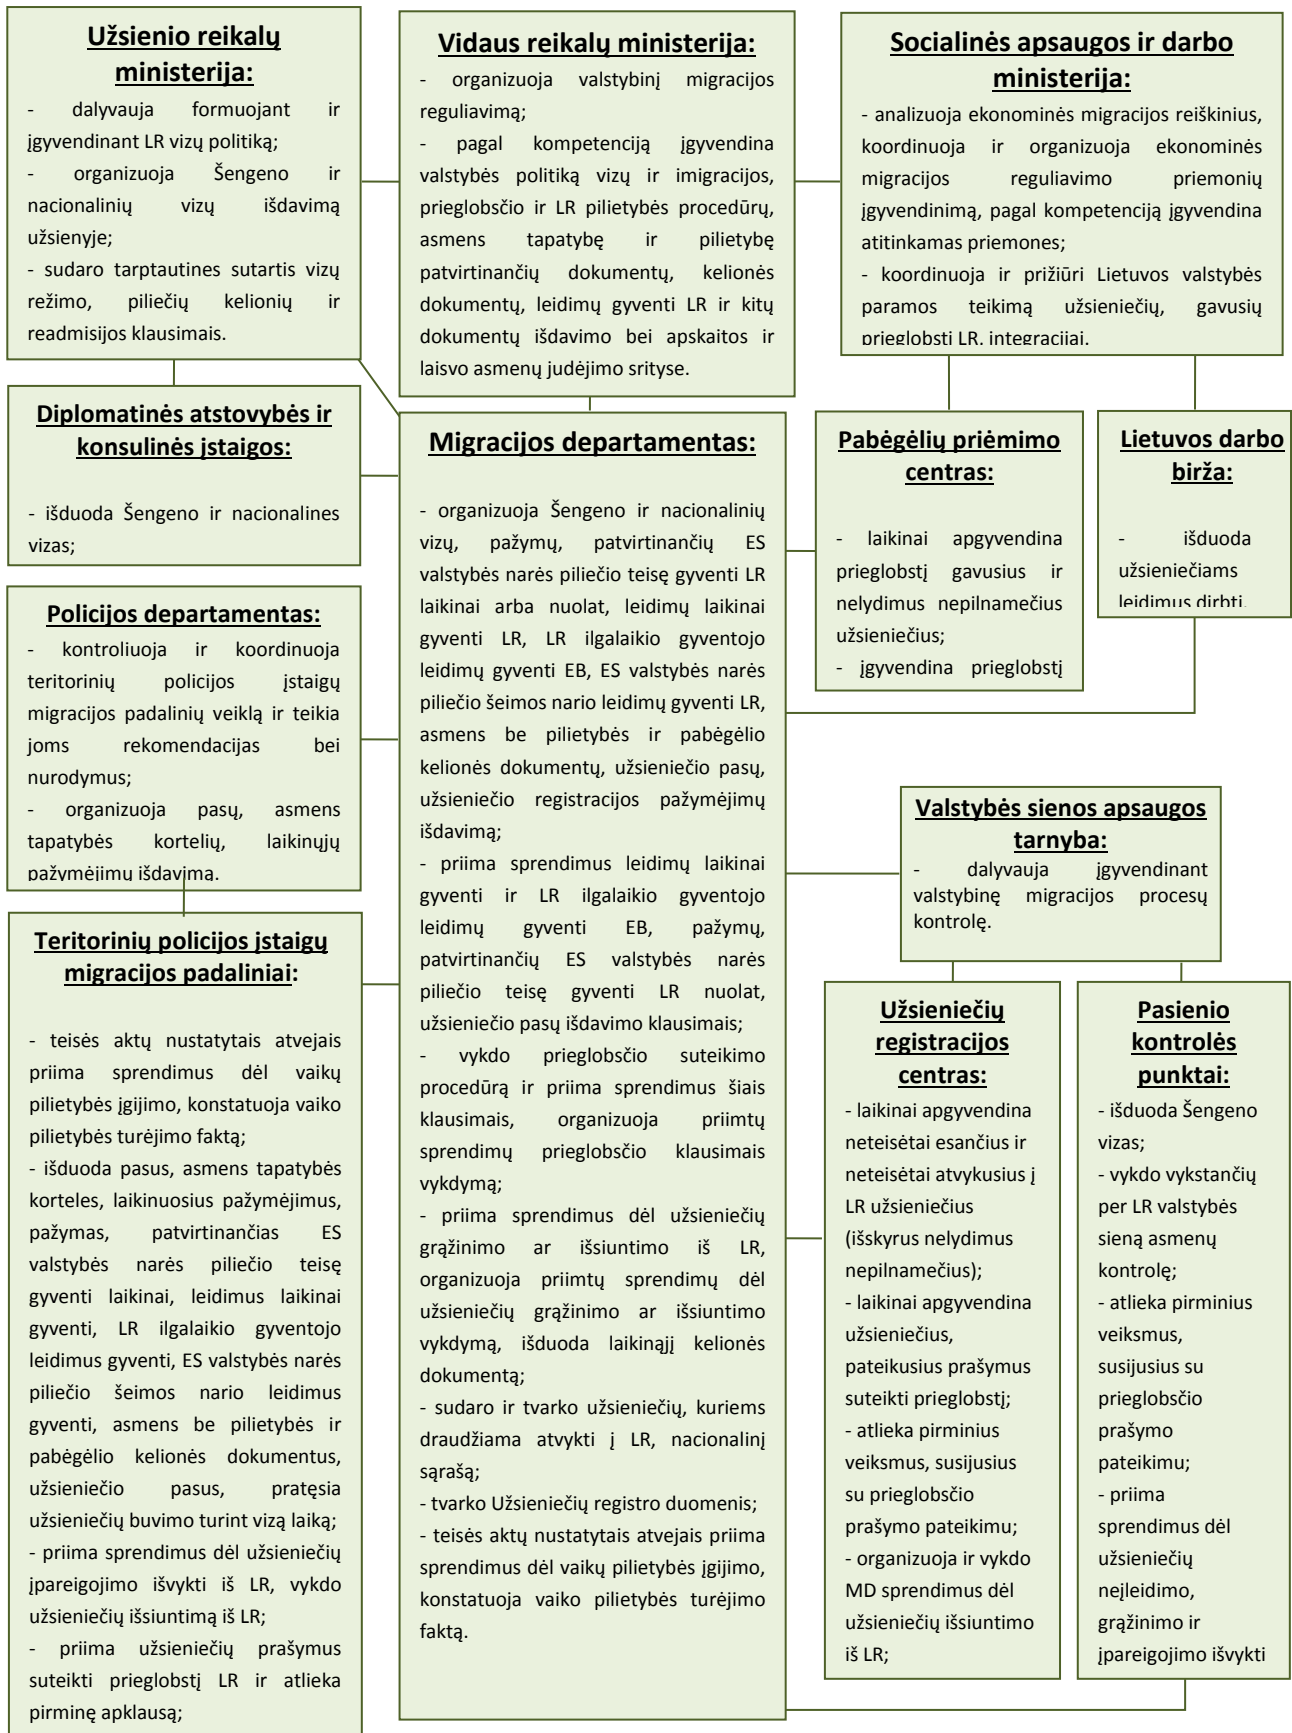 Užsienio reikalų
ministerija:
- dalyvauja formuojant ir
įgyvendinant LR vizų politiką;
- organizuoja Šengeno ir
nacionalinių vizų išdavimą
užsienyje;
- sudaro tarptautines sutartis vizų
režimo, piliečių kelionių ir
readmisijos klausimais.
Vidaus reikalų ministerija:
- organizuoja valstybinį migracijos
reguliavimą;
- pagal kompetenciją įgyvendina
valstybės politiką vizų ir imigracijos,
prieglobsčio ir LR pilietybės procedūrų,
asmens tapatybę ir pilietybę
patvirtinančių dokumentų, kelionės
dokumentų, leidimų gyventi LR ir kitų
dokumentų išdavimo bei apskaitos ir
laisvo asmenų judėjimo srityse.
Socialinės apsaugos ir darbo
ministerija:
- analizuoja ekonominės migracijos reiškinius,
koordinuoja ir organizuoja ekonominės
migracijos reguliavimo priemonių
įgyvendinimą, pagal kompetenciją įgyvendina
atitinkamas priemones;
- koordinuoja ir prižiūri Lietuvos valstybės
paramos teikimą užsieniečių, gavusių
prieglobstį LR, integracijai.
Diplomatinės atstovybės ir
konsulinės įstaigos:
- išduoda Šengeno ir nacionalines
vizas;
Migracijos departamentas:
- organizuoja Šengeno ir nacionalinių
vizų, pažymų, patvirtinančių ES
valstybės narės piliečio teisę gyventi LR
laikinai arba nuolat, leidimų laikinai
gyventi LR, LR ilgalaikio gyventojo
leidimų gyventi EB, ES valstybės narės
piliečio šeimos nario leidimų gyventi LR,
asmens be pilietybės ir pabėgėlio
kelionės dokumentų, užsieniečio pasų,
užsieniečio registracijos pažymėjimų
išdavimą;
- priima sprendimus leidimų laikinai
gyventi ir LR ilgalaikio gyventojo
leidimų gyventi EB, pažymų,
patvirtinančių ES valstybės narės
piliečio teisę gyventi LR nuolat,
užsieniečio pasų išdavimo klausimais;
- vykdo prieglobsčio suteikimo
procedūrą ir priima sprendimus šiais
klausimais, organizuoja priimtų
sprendimų prieglobsčio klausimais
vykdymą;
- priima sprendimus dėl užsieniečių
grąžinimo ar išsiuntimo iš LR,
organizuoja priimtų sprendimų dėl
užsieniečių grąžinimo ar išsiuntimo
vykdymą, išduoda laikinąjį kelionės
dokumentą;
- sudaro ir tvarko užsieniečių, kuriems
draudžiama atvykti į LR, nacionalinį
sąrašą;
- tvarko Užsieniečių registro duomenis;
- teisės aktų nustatytais atvejais priima
sprendimus dėl vaikų pilietybės įgijimo,
konstatuoja vaiko pilietybės turėjimo
faktą.
Pabėgėlių priėmimo
centras:
- laikinai apgyvendina
prieglobstį gavusius ir
nelydimus nepilnamečius
užsieniečius;
- įgyvendina prieglobstį
Lietuvos darbo
birža:
- išduoda
užsieniečiams
leidimus dirbti.
Policijos departamentas:
- kontroliuoja ir koordinuoja
teritorinių policijos įstaigų
migracijos padalinių veiklą ir teikia
joms rekomendacijas bei
nurodymus;
- organizuoja pasų, asmens
tapatybės kortelių, laikinųjų
pažymėjimų išdavimą.
Teritorinių policijos įstaigų
migracijos padaliniai:
- teisės aktų nustatytais atvejais
priima sprendimus dėl vaikų
pilietybės įgijimo, konstatuoja vaiko
pilietybės turėjimo faktą;
- išduoda pasus, asmens tapatybės
korteles, laikinuosius pažymėjimus,
pažymas, patvirtinančias ES
valstybės narės piliečio teisę
gyventi laikinai, leidimus laikinai
gyventi, LR ilgalaikio gyventojo
leidimus gyventi, ES valstybės narės
piliečio šeimos nario leidimus
gyventi, asmens be pilietybės ir
pabėgėlio kelionės dokumentus,
užsieniečio pasus, pratęsia
užsieniečių buvimo turint vizą laiką;
- priima sprendimus dėl užsieniečių
įpareigojimo išvykti iš LR, vykdo
užsieniečių išsiuntimą iš LR;
- priima užsieniečių prašymus
suteikti prieglobstį LR ir atlieka
pirminę apklausą;
Valstybės sienos apsaugos
tarnyba:
- dalyvauja įgyvendinant
valstybinę migracijos procesų
kontrolę.
Užsieniečių
registracijos
centras:
- laikinai apgyvendina
neteisėtai esančius ir
neteisėtai atvykusius į
LR užsieniečius
(išskyrus nelydimus
nepilnamečius);
- laikinai apgyvendina
užsieniečius,
pateikusius prašymus
suteikti prieglobstį;
- atlieka pirminius
veiksmus, susijusius
su prieglobsčio
prašymo pateikimu;
- organizuoja ir vykdo
MD sprendimus dėl
užsieniečių išsiuntimo
iš LR;
Pasienio
kontrolės
punktai:
- išduoda Šengeno
vizas;
- vykdo vykstančių
per LR valstybės
sieną asmenų
kontrolę;
- atlieka pirminius
veiksmus,
susijusius su
prieglobsčio
prašymo
pateikimu;
- priima
sprendimus dėl
užsieniečių
neįleidimo,
grąžinimo ir
įpareigojimo išvykti